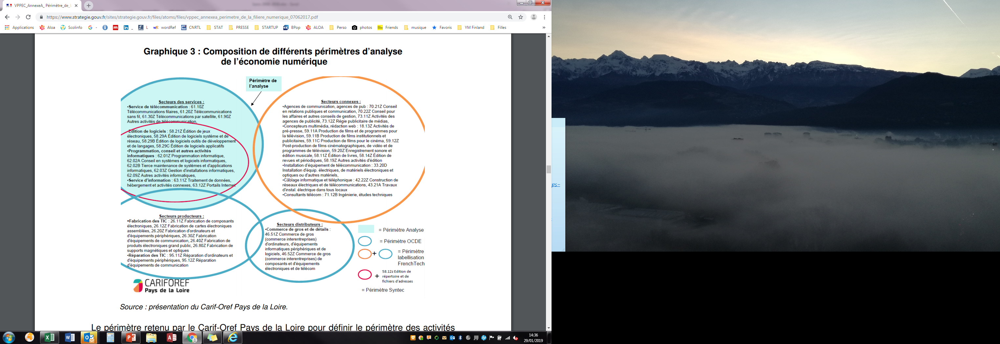 VPPEC_AnnexeA_ Périmètre_de_l
https://www.strategie.gouv.fr/sites/strategie.gouv.fr/files/atoms/files/vppec_annexea_perimetre_de_la_filiere_numerique_07062017.pdf
Applications Aloa Scolinfo G - m in _ L wR wordRef CNRTL STAT PRESSE STARTUP +X BPop ALOA Perso photos Friends musique Favoris YM Finland Filles »
Graphique 3 : Composition de différents périmètres d'analyse
de l'économie numérique
Périmètre de
l'analyse
Secteurs des services :
•Service de télécommunication : 61.10Z
Télécommunications filaires, 61.20Z Télécommunications
sans fil, 61.30Z Télécommunications par satellite, 61.90Z
Autres activités de télécommunication,
Edition de logiciels : 58.21Z Édition de jeux
électroniques, 58.29A Édition de logiciels système et de
réseau, 58.29B Édition de logiciels outils de développement
et de langages, 58.29C Édition de logiciels applicatifs
•Programmation, conseil et autres activités
informatiques : 62.01Z Programmation informatique,
62.02A Conseil en systèmes et logiciels informatiques,
62.02B Tierce maintenance de systèmes et d'applications
informatiques, 62.03Z Gestion d'installations informatiques,
62.09Z Autres activités informatiques,
•Service d'information : 63.11Z Traitement de données,
hébergement et activités connexes, 63.12Z Portails Internet
Secteurs connexes :
•Agences de communication, agences de pub : 70.21Z Conseil
en relations publiques et communication, 70.22Z Conseil pour
les affaires et autres conseils de gestion, 73.11Z Activités des
agences de publicité, 73.12Z Régie publicitaire de médias,
•Concepteurs multimédia, rédaction web : 18.13Z Activités de
pré-presse, 59.11A Production de films et de programmes pour
la télévision, 59.11B Production de films institutionnels et
publicitaires, 59.11C Production de films pour le cinéma, 59.12Z
Post-production de films cinématographiques, de vidéo et de
programmes de télévision, 59.20Z Enregistrement sonore et
édition musicale, 58.11Z Édition de livres, 58.14Z Édition de
revues et périodiques, 58.19Z Autres activités d'édition
•Installation d'équipement de télécommunication : 33.20D
Installation d'équip. électriques, de matériels électroniques et
optiques ou d'autres matériels,
•Câblage informatique et téléphonique : 42.22Z Construction de
réseaux électriques et de télécommunications, 43.21A Travaux
d'instal. électrique dans tous locaux
•Consultants télécom : 71.12B Ingénierie, études techniques
Secteurs producteurs :
•Fabrication des TIC : 26.11Z Fabrication de composants
électroniques, 26.12Z Fabrication de cartes électroniques
assemblées, 26.20Z Fabrication d'ordinateurs et
d'équipements périphériques, 26.30Z Fabrication
d'équipements de communication, 26.40Z Fabrication de
produits électroniques grand public, 26.80Z Fabrication de
supports magnétiques et optiques
•Réparation des TIC : 95.11Z Réparation d'ordinateurs et
d'équipements périphériques, 95.12Z Réparation
d'équipements de communication
Secteurs distributeurs :
•Commerce de gros et de détails :
46.51Z Commerce de gros
(commerce interentreprises)
d'ordinateurs, d'équipements
informatiques périphériques et de
logiciels, 46.52Z Commerce de gros
(commerce interentreprises) de
composants et d'équipements
électroniques et de télécom
= Périmètre Analyse
= Périmètre OCDE
+ = Périmètre
labellisation
FrenchTech
+ 58.12z Edition de
répertoire et de
fichiers d'adresses
= Périmètre Syntec
CARIFOREF
Pays de la Loire
Source : présentation du Carif-Oref Pays de la Loire.
Le périmètre retenu par le Carif-Oref Pays de la Loire pour définir le périmètre des activités
ps-
14:36
29/01/2019